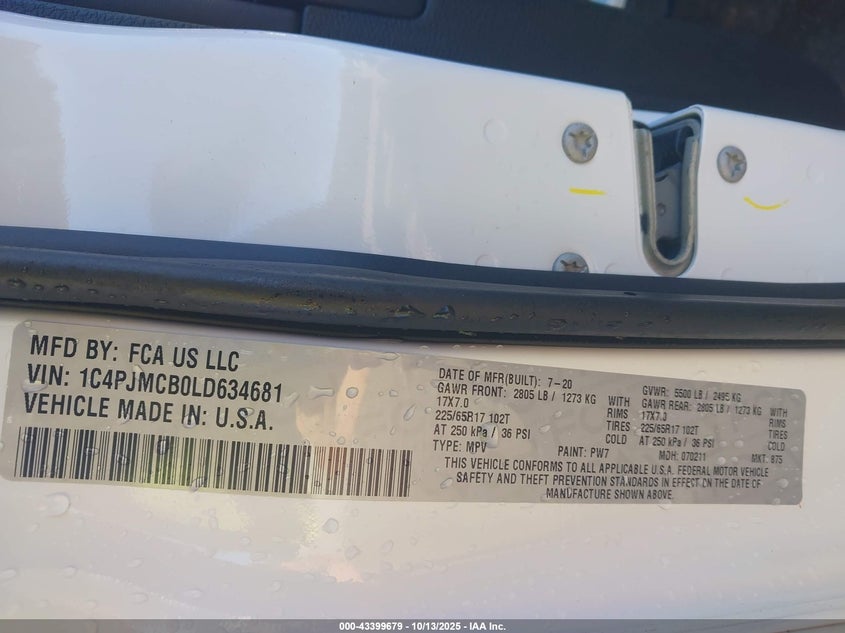 MFD BY: FCA US LLC
VIN: 1C4PJMCB0LD634681
VEHICLE MADE IN: U.S.A.
DATE OF MFR(BUILT): 7-20 GVWR: 5500 LB / 2495 KG
GAWR FRONT: 2805 LB / 1273 KG WITH GAWR REAR: 2805 LB / 1273 KG WITH
17X7.0 RIMS 17X7.0 RIMS
225/65R17 102T TIRES 225/65R17 102T TIRES
AT 250 kPa / 36 PSI COLD AT 250 kPa / 36 PSI COLD
TYPE: MPV PAINT: PW7 MDH: 070211 MKT: 875
THIS VEHICLE CONFORMS TO ALL APPLICABLE U.S.A. FEDERAL MOTOR VEHICLE
SAFETY AND THEFT PREVENTION STANDARDS IN EFFECT ON THE DATE OF
MANUFACTURE SHOWN ABOVE.
000-43399679 | 10/13/2025 - IAA Inc.